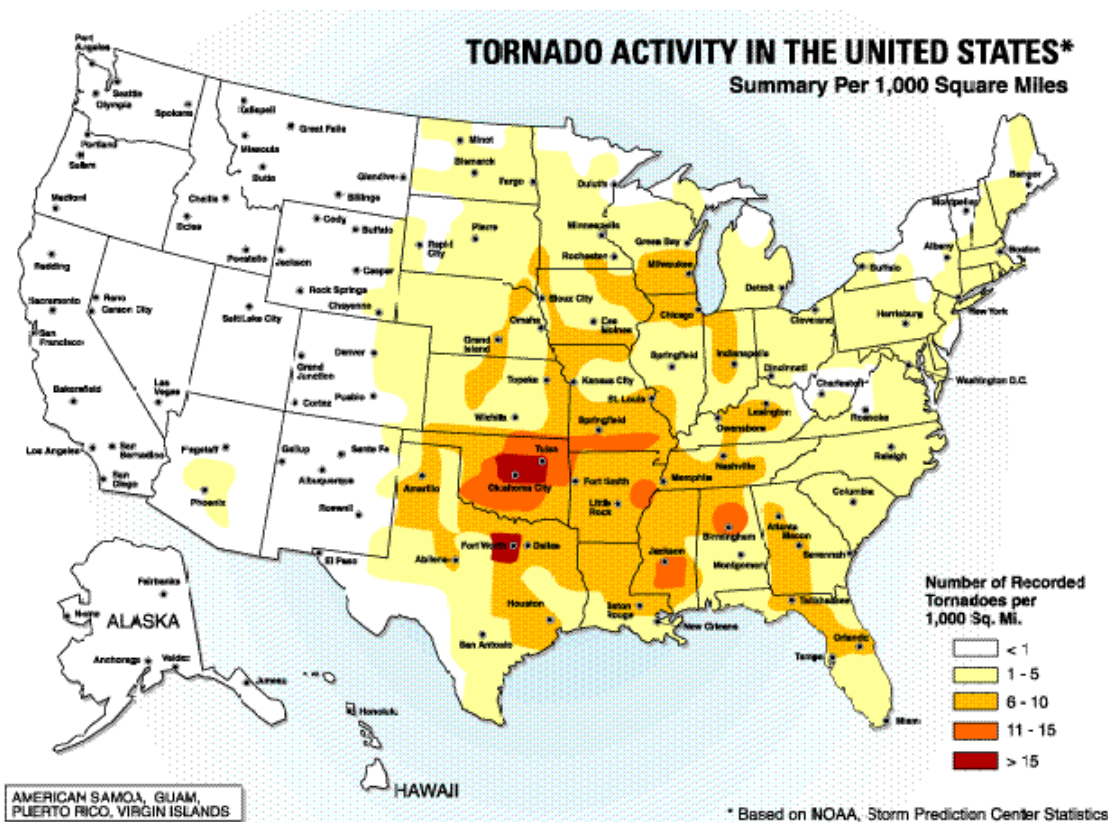 TORNADO ACTIVITY IN THE UNITED STATES*
Summary Per 1,000 Square Miles
Port
Angeles
Seattle
Olympia
Spokane
Portland
Salem
Medford
Kalispell
Great Falls
Missoula
Butte
Glendive
Billings
Challis
Boise
Pocatello
Cody
Buffalo
Jackson
Casper
Rock Springs
Cheyenne
Minot
Bismarck
Fargo
Duluth
Pierre
Rapid
City
Minneapolis
Rochester
Green Bay
Milwaukee
Bangor
Montpelier
Albany
Boston
Buffalo
Detroit
New York
Redding
Sacramento
San
Francisco
Reno
Carson City
Salt Lake City
Bakersfield
Las
Vegas
Los Angeles
San
Bernadino
San
Diego
Denver
Grand
Junction
Cortez
Pueblo
Flagstaff
Phoenix
Gallup
Santa Fe
Albuquerque
Roswell
El Paso
Sioux City
Omaha
Des
Moines
Grand
Island
Chicago
Cleveland
Harrisburg
Topeka
Kansas City
Springfield
Indianapolis
Cincinnati
Washington D.C.
Wichita
St. Louis
Springfield
Charleston
Roanoke
Lexington
Owensboro
Tulsa
Oklahoma City
Amarillo
Fort Smith
Little
Rock
Memphis
Nashville
Raleigh
Columbia
Atlanta
Macon
Savannah
Birmingham
Montgomery
Jackson
Fort Worth
Dallas
Abilene
Houston
San Antonio
Baton
Rouge
New Orleans
Tallahassee
Orlando
Tampa
Miami
Fairbanks
Nome
ALASKA
Anchorage
Valdez
Juneau
Honolulu
HAWAII
Number of Recorded
Tornadoes per
1,000 Sq. Mi.
< 1
1 - 5
6 - 10
11 - 15
> 15
AMERICAN SAMOA, GUAM,
PUERTO RICO, VIRGIN ISLANDS
* Based on NOAA, Storm Prediction Center Statistics